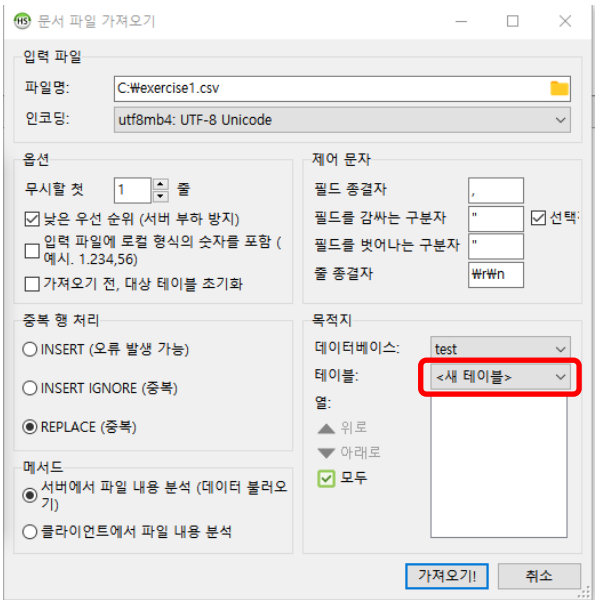 HS 문서 파일 가져오기
입력 파일
파일명: C:₩exercise1.csv
인코딩: utf8mb4: UTF-8 Unicode
옵션
무시할 첫 1 줄
낮은 우선 순위 (서버 부하 방지)
입력 파일에 로컬 형식의 숫자를 포함 (
예시. 1.234,56)
가져오기 전, 대상 테이블 초기화
제어 문자
필드 종결자 ,
필드를 감싸는 구분자 " 선택
필드를 벗어나는 구분자 "
줄 종결자 ₩r₩n
중복 행 처리
INSERT (오류 발생 가능)
INSERT IGNORE (중복)
REPLACE (중복)
메서드
서버에서 파일 내용 분석 (데이터 불러오
기)
클라이언트에서 파일 내용 분석
목적지
데이터베이스: test
테이블: <새 테이블>
열:
위로
아래로
모두
가져오기! 취소